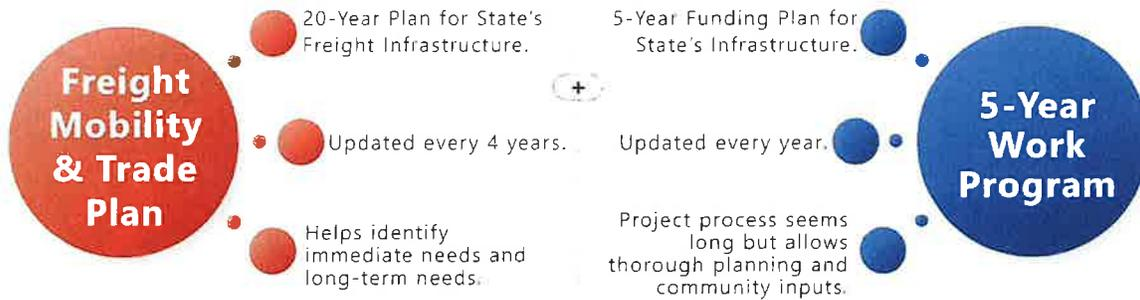 Freight
Mobility
& Trade
Plan
20-Year Plan for State's
Freight Infrastructure.
Updated every 4 years.
Helps identify
immediate needs and
long-term needs.
+
5-Year Funding Plan for
State's Infrastructure.
Updated every year.
Project process seems
long but allows
thorough planning and
community inputs.
5-Year
Work
Program